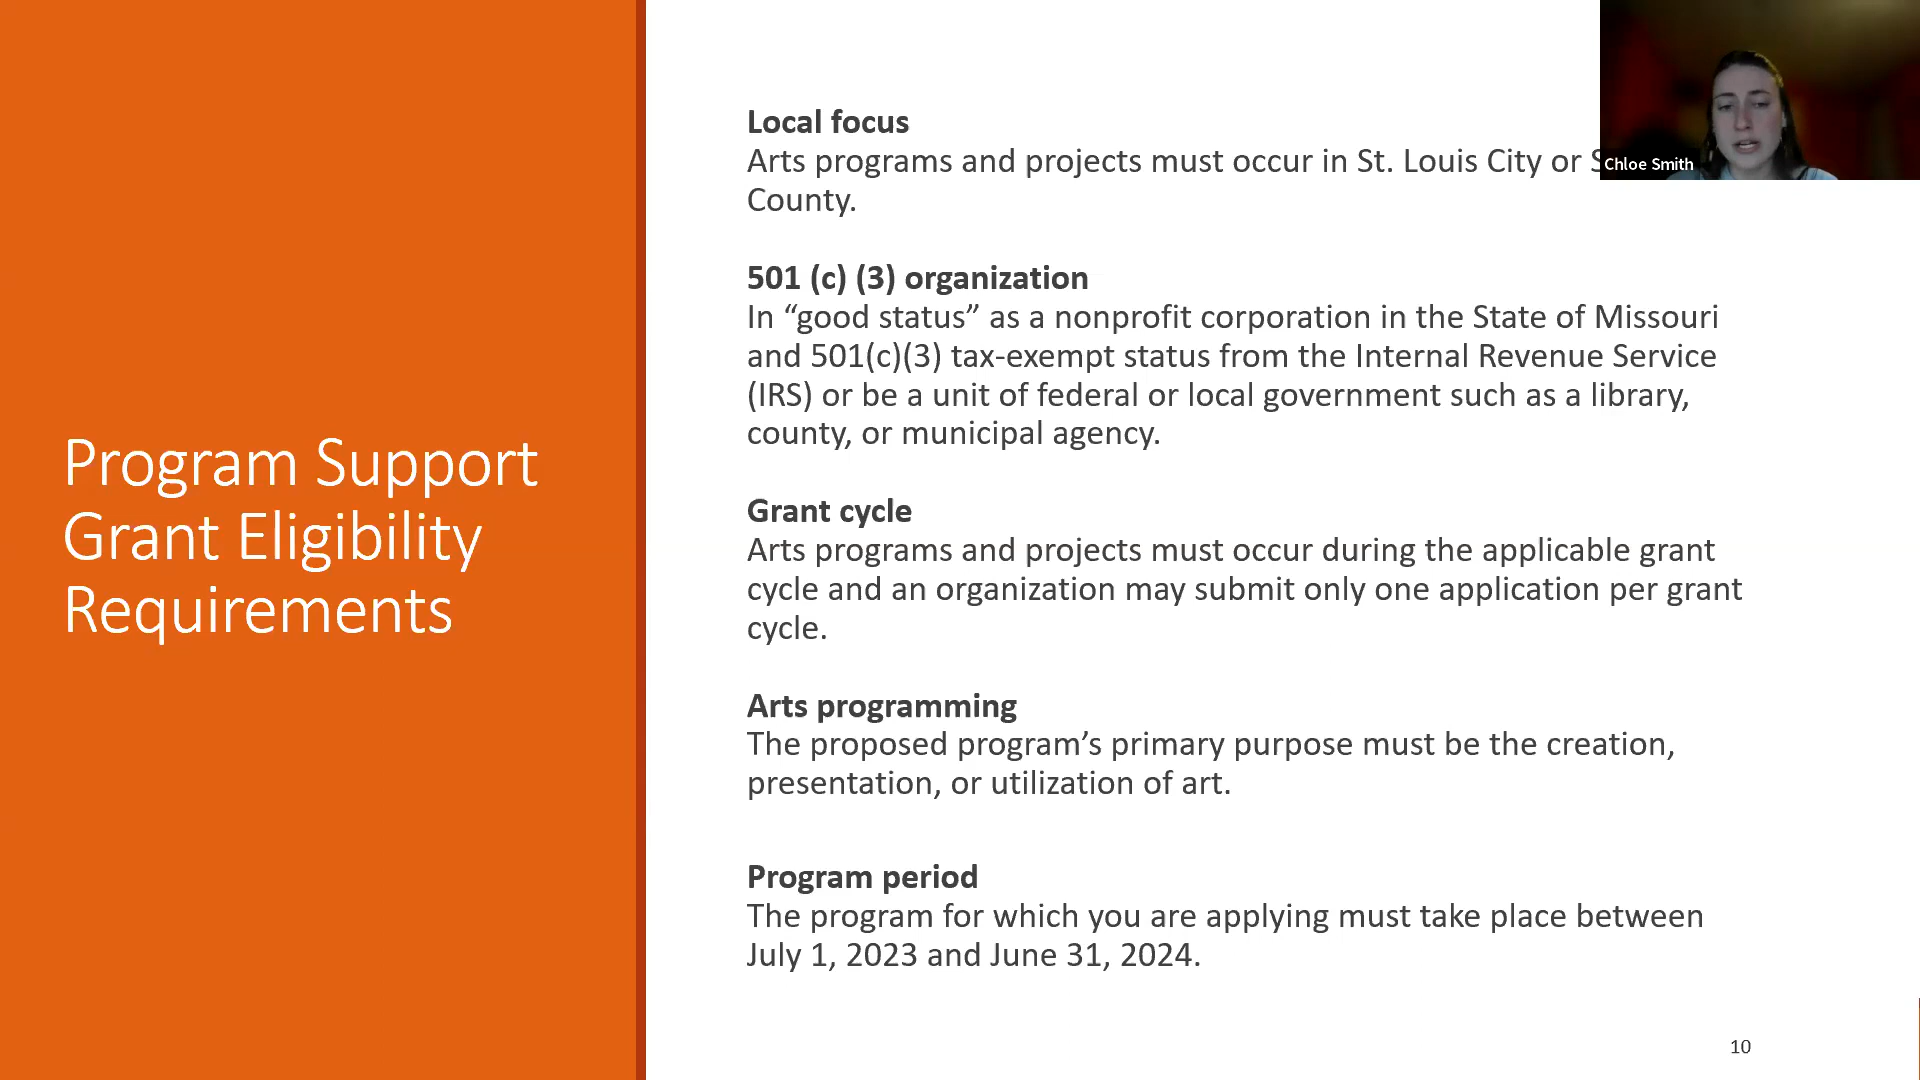 Program Support
Grant Eligibility
Requirements
Local focus
Arts programs and projects must occur in St. Louis City or
County.
501 (c) (3) organization
In “good status” as a nonprofit corporation in the State of Missouri
and 501(c)(3) tax-exempt status from the Internal Revenue Service
(IRS) or be a unit of federal or local government such as a library,
county, or municipal agency.
Grant cycle
Arts programs and projects must occur during the applicable grant
cycle and an organization may submit only one application per grant
cycle.
Arts programming
The proposed program’s primary purpose must be the creation,
presentation, or utilization of art.
Program period
The program for which you are applying must take place between
July 1, 2023 and June 31, 2024.
Chloe Smith
10